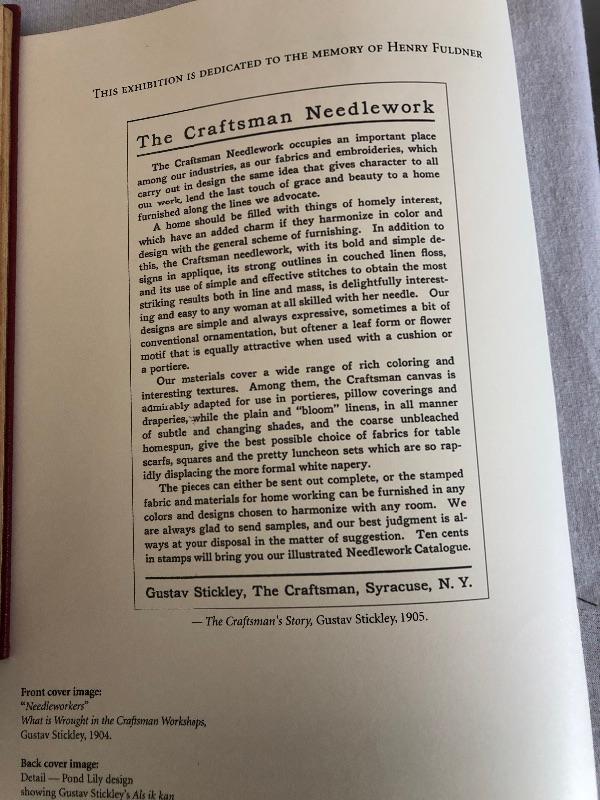 THIS EXHIBITION IS DEDICATED TO THE MEMORY OF HENRY FULDNER
The Craftsman Needlework
The Craftsman Needlework occupies an important place
among our industries, as our fabrics and embroideries, which
carry out in design the same idea that gives character to all
our work, lend the last touch of grace and beauty to a home
furnished along the lines we advocate.
A home should be filled with things of homely interest,
which have an added charm if they harmonize in color and
design with the general scheme of furnishing. In addition to
this, the Craftsman needlework, with its bold and simple de-
signs in applique, its strong outlines in couched linen floss,
and its use of simple and effective stitches to obtain the most
striking results both in line and mass, is delightfully interest-
ing and easy to any woman at all skilled with her needle. Our
designs are simple and always expressive, sometimes a bit of
conventional ornamentation, but oftener a leaf form or flower
motif that is equally attractive when used with a cushion or
a portiere.
Our materials cover a wide range of rich coloring and
interesting textures. Among them, the Craftsman canvas is
admirably adapted for use in portieres, pillow coverings and
draperies, while the plain and "bloom" linens, in all manner
of subtle and changing shades, and the coarse unbleached
homespun, give the best possible choice of fabrics for table
scarfs, squares and the pretty luncheon sets which are so rap-
idly displacing the more formal white napery.
The pieces can either be sent out complete, or the stamped
fabric and materials for home working can be furnished in any
colors and designs chosen to harmonize with any room. We
are always glad to send samples, and our best judgment is al-
ways at your disposal in the matter of suggestion. Ten cents
in stamps will bring you our illustrated Needlework Catalogue.
Gustav Stickley, The Craftsman, Syracuse, N. Y.
— The Craftsman's Story, Gustav Stickley, 1905.
Front cover image:
"Needleworkers"
What is Wrought in the Craftsman Workshops,
Gustav Stickley, 1904.
Back cover image:
Detail — Pond Lily design
showing Gustav Stickley's Als ik kan